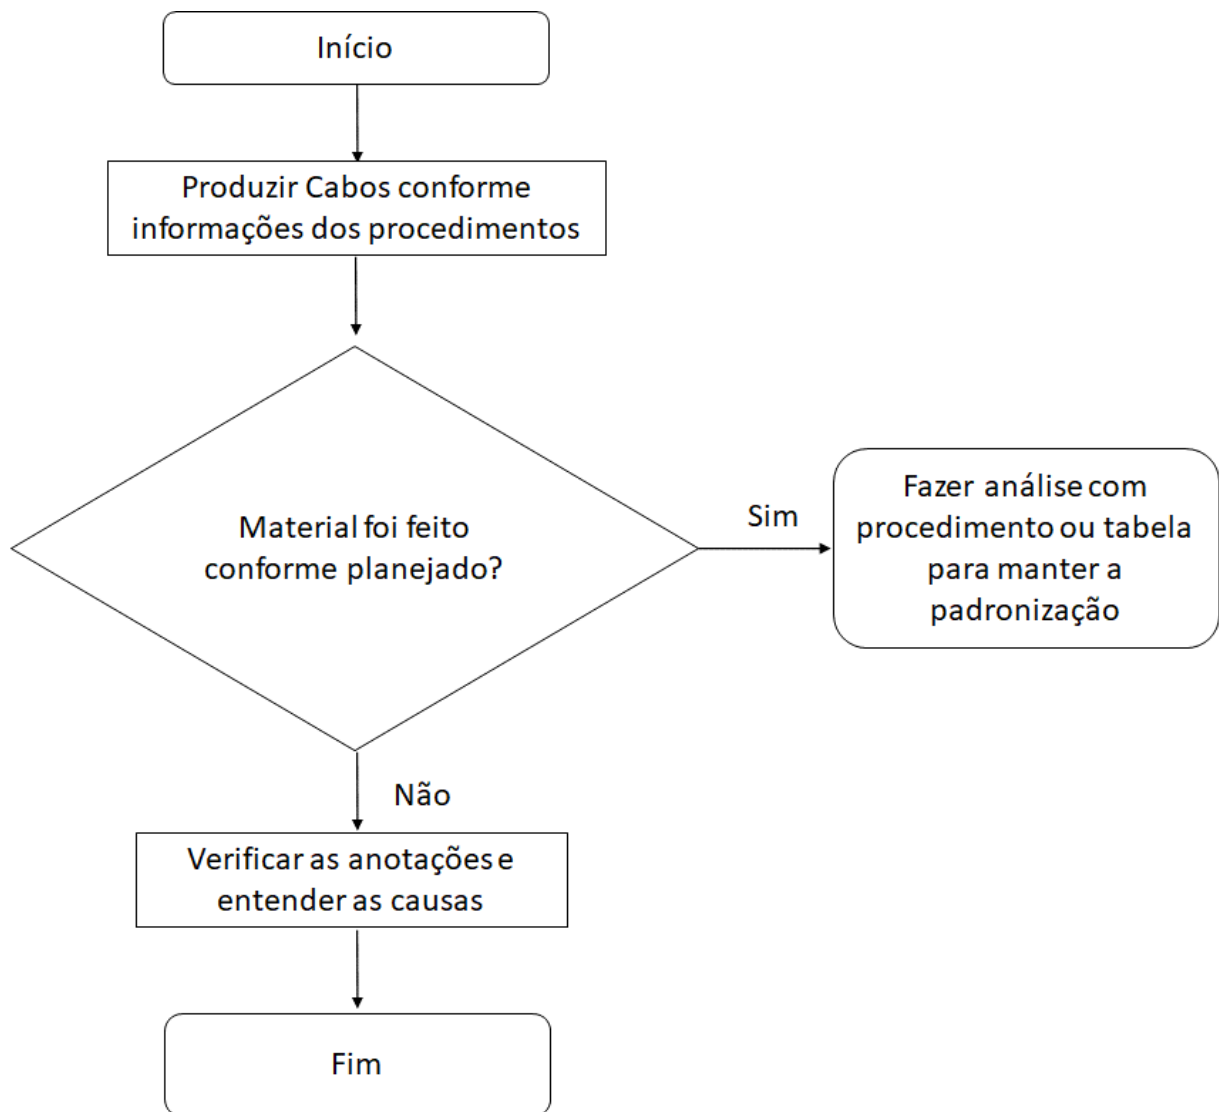 Início
Produzir Cabos conforme
informações dos procedimentos
Material foi feito
conforme planejado?
Sim
Fazer análise com
procedimento ou tabela
para manter a
padronização
Não
Verificar as anotações e
entender as causas
Fim